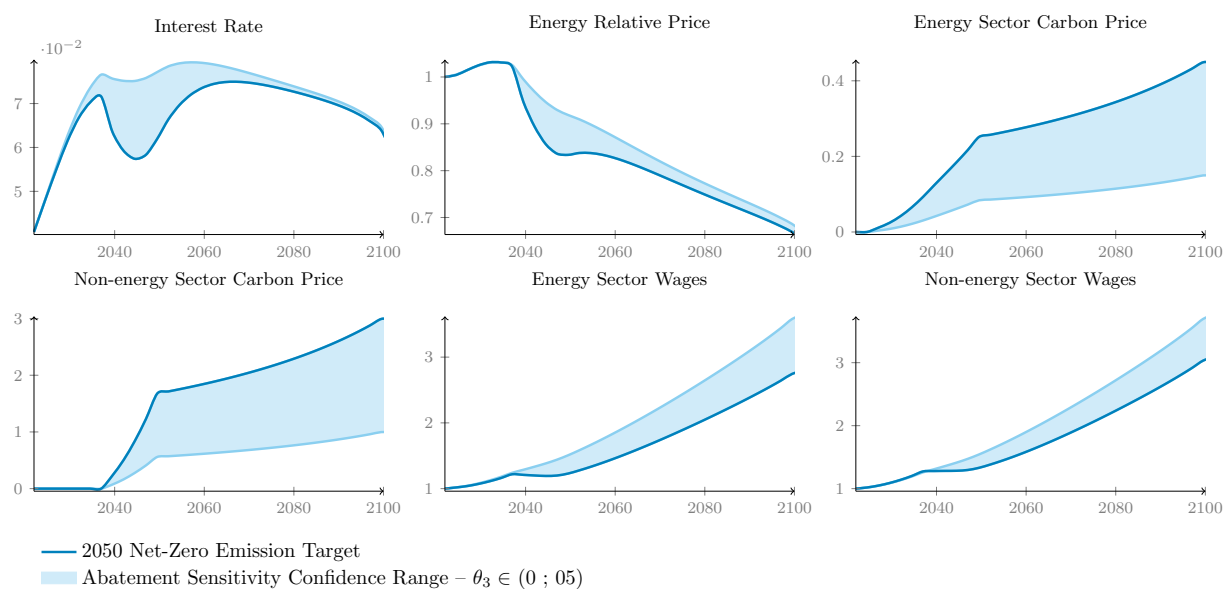 Interest Rate
·10⁻²
7
6
5
2040 2060 2080 2100
Energy Relative Price
1
0.9
0.8
0.7
2040 2060 2080 2100
Energy Sector Carbon Price
0.4
0.2
0
2040 2060 2080 2100
Non-energy Sector Carbon Price
3
2
1
0
2040 2060 2080 2100
Energy Sector Wages
3
2
1
2040 2060 2080 2100
Non-energy Sector Wages
3
2
1
2040 2060 2080 2100
2050 Net-Zero Emission Target
Abatement Sensitivity Confidence Range – θ₃ ∈ (0 ; 05)